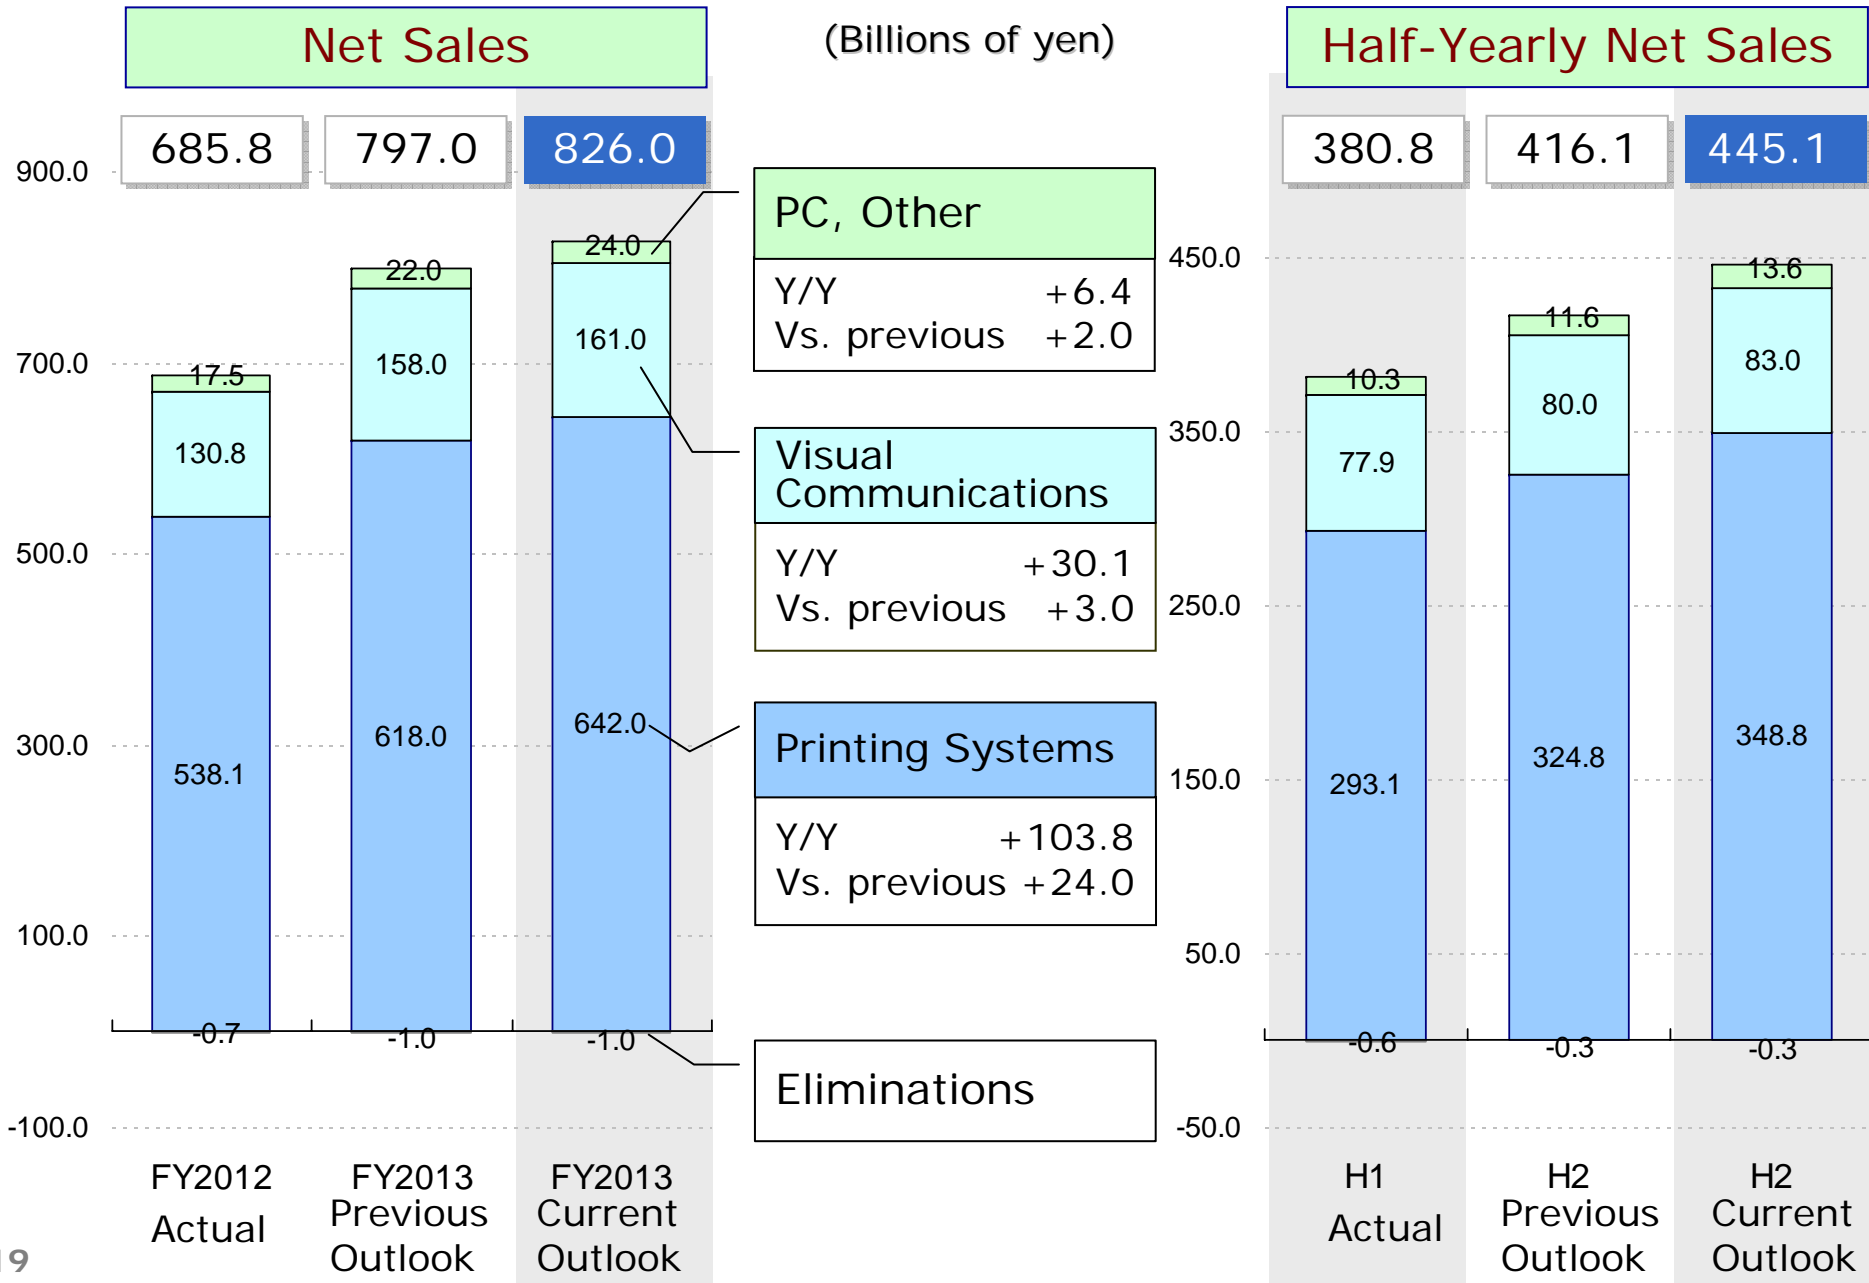 Net Sales
(Billions of yen)
Half-Yearly Net Sales
685.8
797.0
826.0
380.8
416.1
445.1
900.0
700.0
500.0
300.0
100.0
-100.0
17.5
130.8
538.1
-0.7
22.0
158.0
618.0
-1.0
24.0
161.0
642.0
-1.0
FY2012
Actual
FY2013
Previous
Outlook
FY2013
Current
Outlook
PC, Other
Y/Y +6.4
Vs. previous +2.0
Visual
Communications
Y/Y +30.1
Vs. previous +3.0
Printing Systems
Y/Y +103.8
Vs. previous +24.0
Eliminations
450.0
350.0
250.0
150.0
50.0
-50.0
10.3
77.9
293.1
-0.6
11.6
80.0
324.8
-0.3
13.6
83.0
348.8
-0.3
H1
Actual
H2
Previous
Outlook
H2
Current
Outlook
19